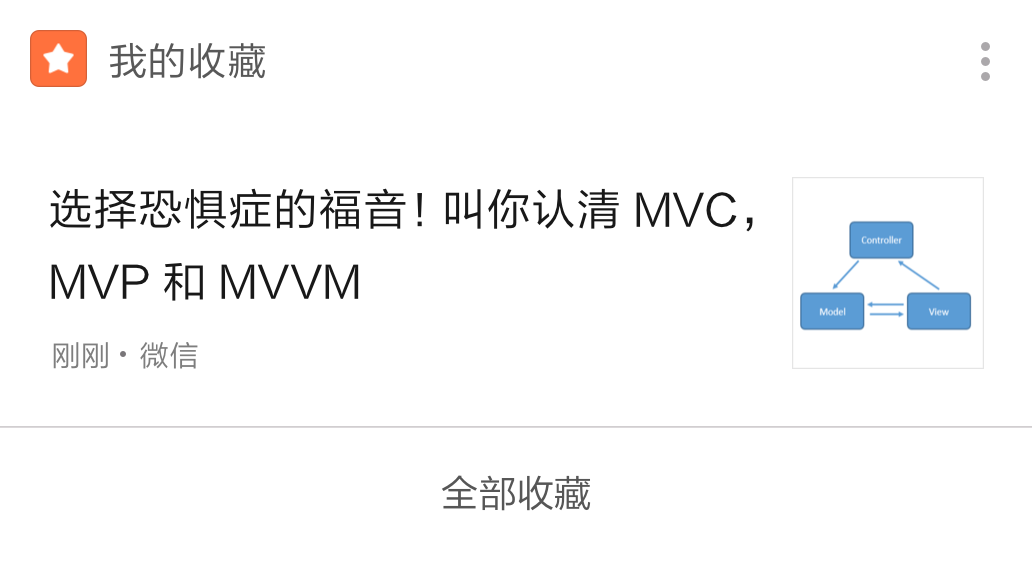 我的收藏
选择恐惧症的福音！叫你认清 MVC，
MVP 和 MVVM
刚刚・微信
Controller
Model
View
全部收藏